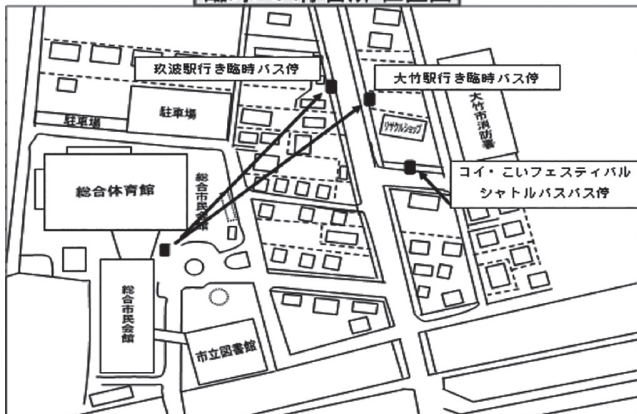 玖波駅行き臨時バス停
大竹駅行き臨時バス停
駐車場
駐車場
リサイクルショップ
大竹市消防署
総合体育館
総合市民会館
コイ・こいフェスティバル
シャトルバスバス停
総合市民会館
市立図書館